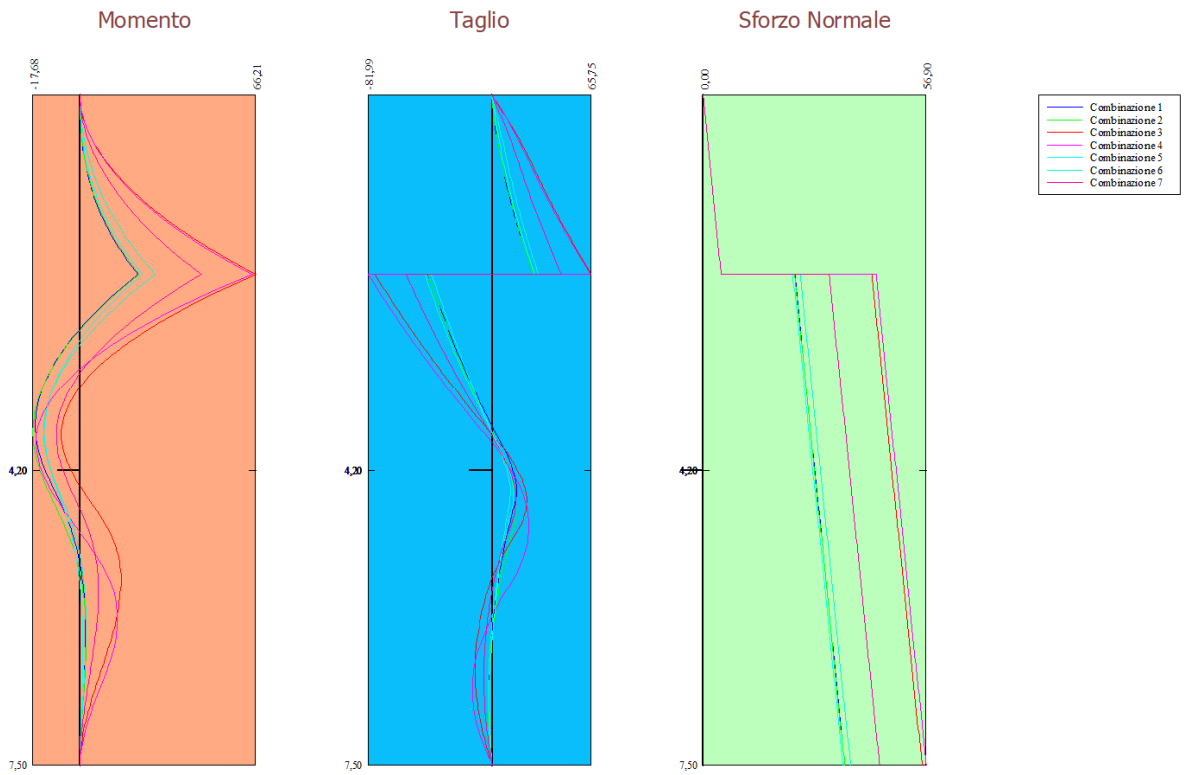 Momento
Taglio
Sforzo Normale
-17,68
66,21
-81,99
65,75
0,00
56,90
Combinazione 1
Combinazione 2
Combinazione 3
Combinazione 4
Combinazione 5
Combinazione 6
Combinazione 7
4,20
4,20
4,20
7,50
7,50
7,50